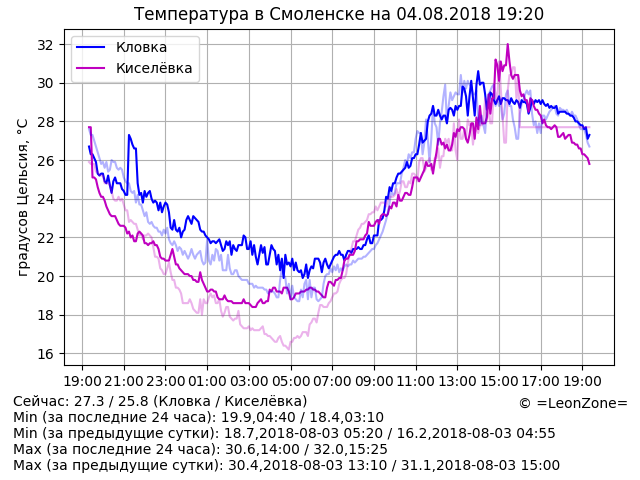 Температура в Смоленске на 04.08.2018 19:20
Кловка
Киселёвка
градусов Цельсия, °C
32
30
28
26
24
22
20
18
16
19:00 21:00 23:00 01:00 03:00 05:00 07:00 09:00 11:00 13:00 15:00 17:00 19:00
Сейчас: 27.3 / 25.8 (Кловка / Киселёвка)
© =LeonZone=
Min (за последние 24 часа): 19.9,04:40 / 18.4,03:10
Min (за предыдущие сутки): 18.7,2018-08-03 05:20 / 16.2,2018-08-03 04:55
Max (за последние 24 часа): 30.6,14:00 / 32.0,15:25
Max (за предыдущие сутки): 30.4,2018-08-03 13:10 / 31.1,2018-08-03 15:00